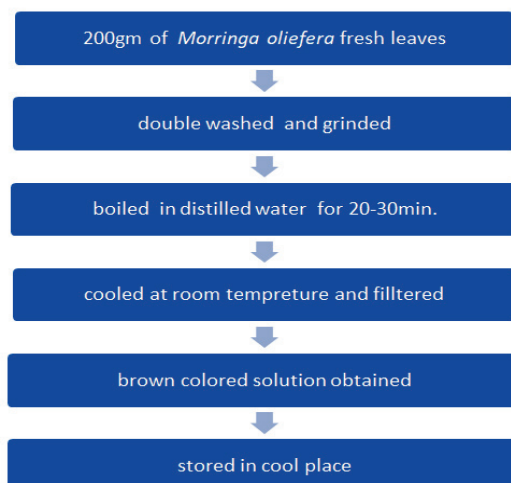 200gm of Morringa oliefera fresh leaves
double washed and grinded
boiled in distilled water for 20-30min.
cooled at room tempreture and filltered
brown colored solution obtained
stored in cool place